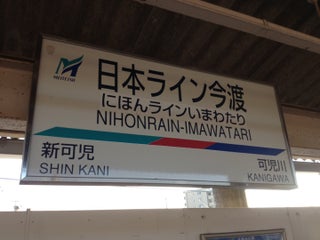 MEITETSU
日本ライン今渡
にほんラインいまわたり
NIHONRAIN-IMAWATARI
新可児
SHIN KANI
可児川
KANIGAWA